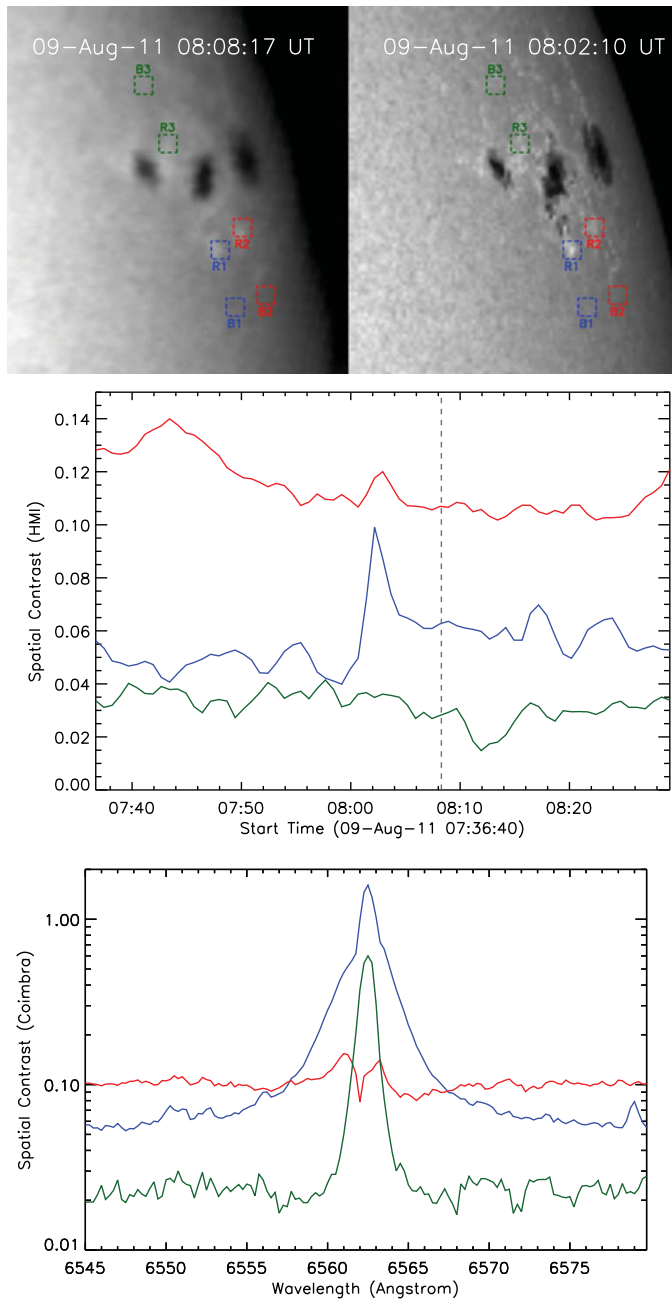 09-Aug-11 08:08:17 UT
B3
R3
R2
R1
B2
B1
09-Aug-11 08:02:10 UT
B3
R3
R2
R1
B2
B1
Spatial Contrast (HMI)
0.14
0.12
0.10
0.08
0.06
0.04
0.02
0.00
07:40 07:50 08:00 08:10 08:20
Start Time (09-Aug-11 07:36:40)
Spatial Contrast (Coimbra)
1.00
0.10
0.01
6545 6550 6555 6560 6565 6570 6575
Wavelength (Angstrom)